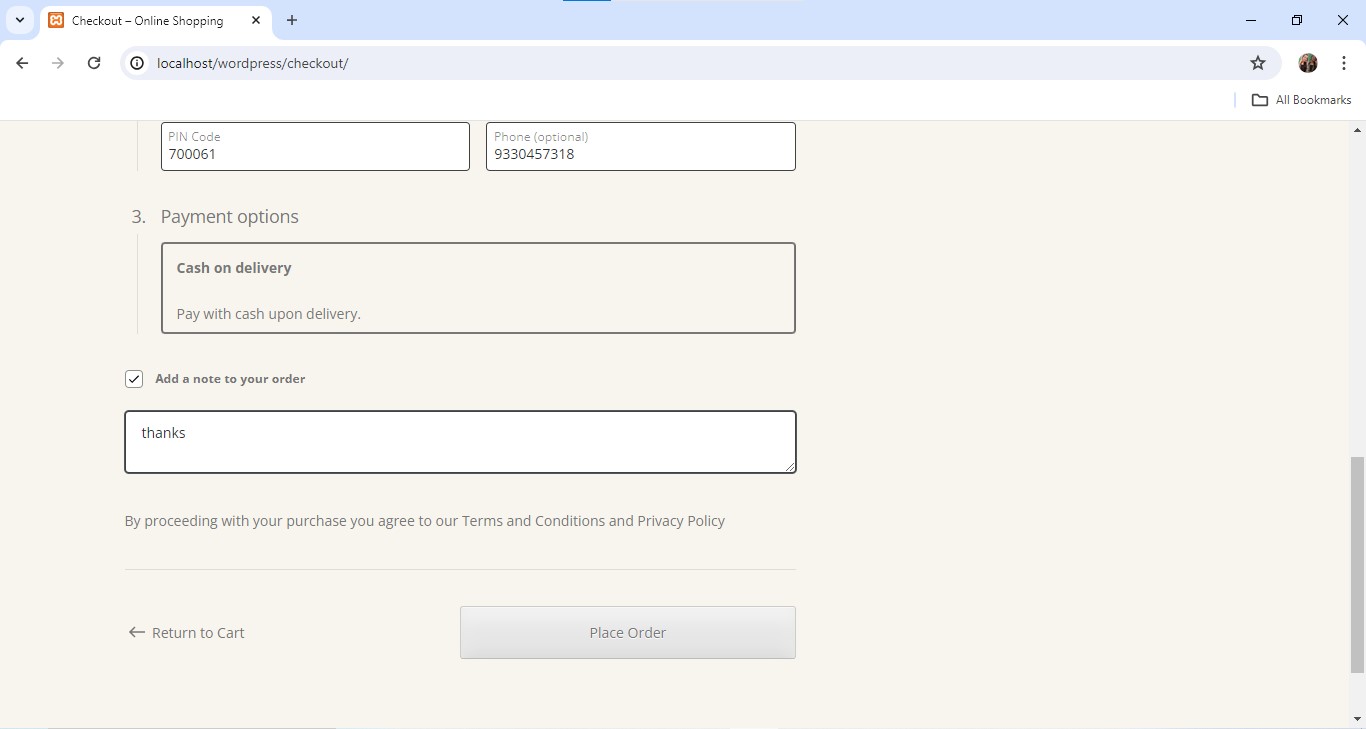 Checkout – Online Shopping
localhost/wordpress/checkout/
All Bookmarks
PIN Code
700061
Phone (optional)
9330457318
3. Payment options
Cash on delivery
Pay with cash upon delivery.
Add a note to your order
thanks
By proceeding with your purchase you agree to our Terms and Conditions and Privacy Policy
Return to Cart
Place Order